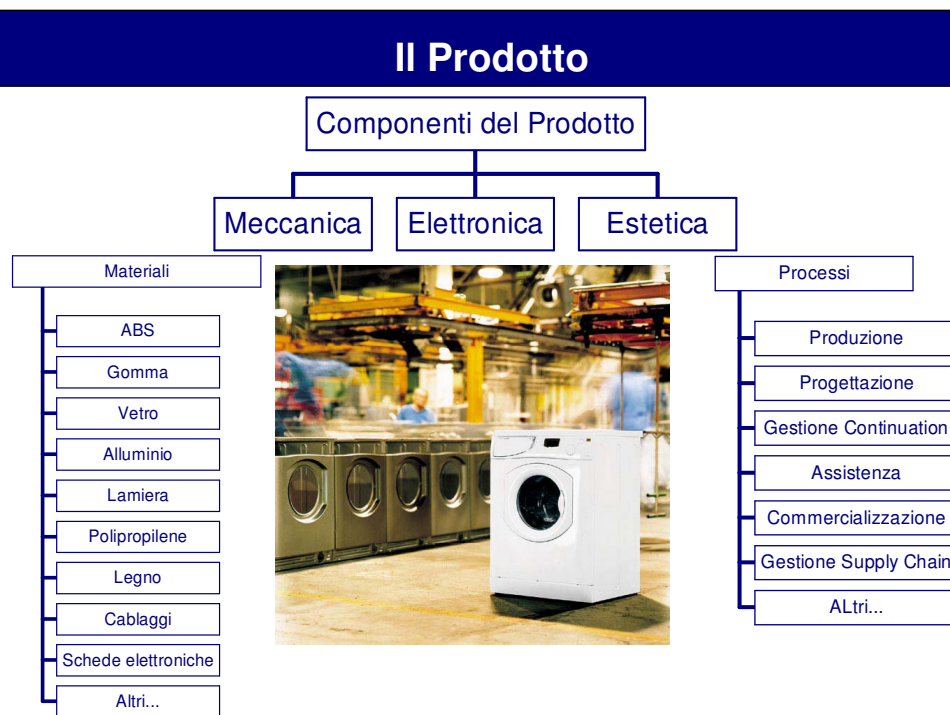 Il Prodotto
Componenti del Prodotto
Meccanica
Elettronica
Estetica
Materiali
ABS
Gomma
Vetro
Alluminio
Lamiera
Polipropilene
Legno
Cablaggi
Schede elettroniche
Altri...
Processi
Produzione
Progettazione
Gestione Continuation
Assistenza
Commercializzazione
Gestione Supply Chain
ALtri...